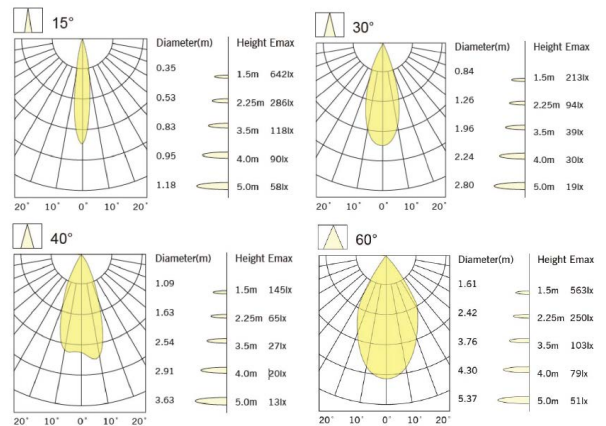 15°
Diameter(m) Height Emax
0.35 1.5m 642lx
0.53 2.25m 286lx
0.83 3.5m 118lx
0.95 4.0m 90lx
1.18 5.0m 58lx
20° 10° 0° 10° 20°
30°
Diameter(m) Height Emax
0.84 1.5m 213lx
1.26 2.25m 94lx
1.96 3.5m 39lx
2.24 4.0m 30lx
2.80 5.0m 19lx
20° 10° 0° 10° 20°
40°
Diameter(m) Height Emax
1.09 1.5m 145lx
1.63 2.25m 65lx
2.54 3.5m 27lx
2.91 4.0m 20lx
3.63 5.0m 13lx
20° 10° 0° 10° 20°
60°
Diameter(m) Height Emax
1.61 1.5m 563lx
2.42 2.25m 250lx
3.76 3.5m 103lx
4.30 4.0m 79lx
5.37 5.0m 51lx
20° 10° 0° 10° 20°